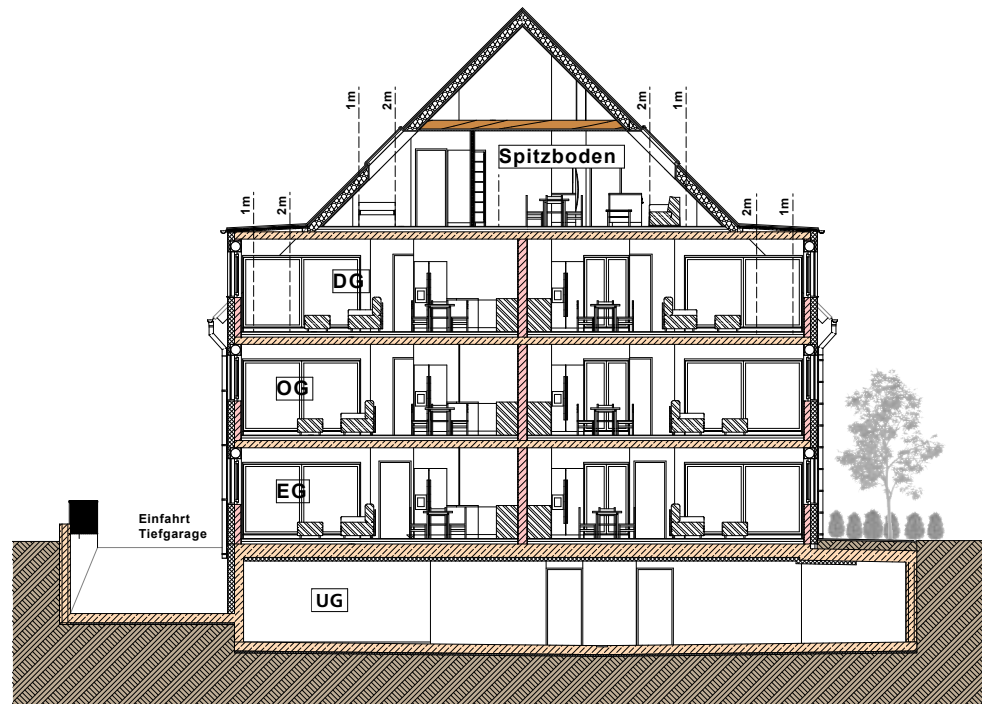 1m
2m
2m
1m
Spitzboden
1m
2m
2m
1m
DG
OG
EG
Einfahrt
Tiefgarage
UG